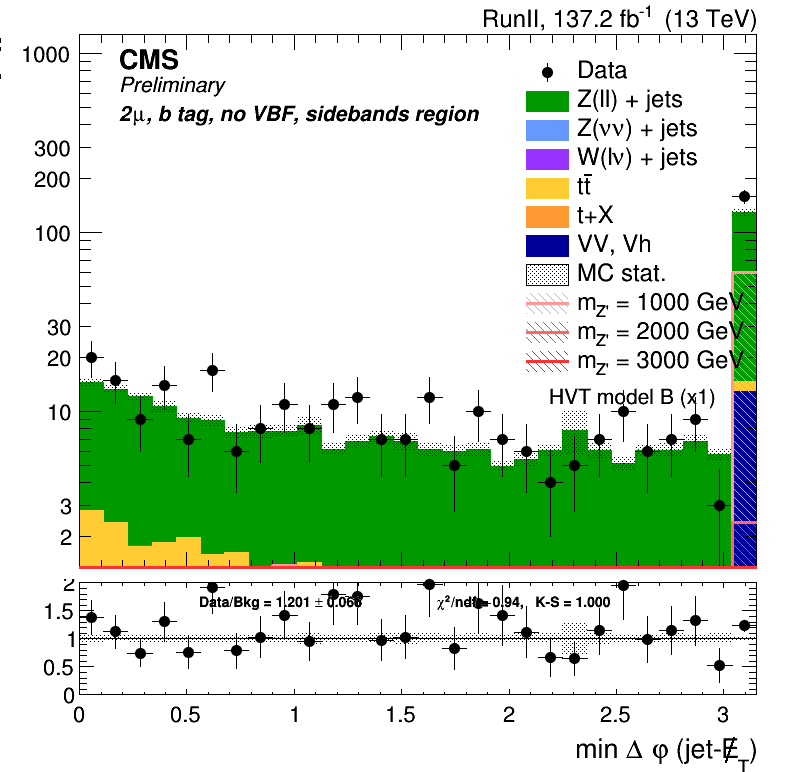 RunII, 137.2 fb⁻¹ (13 TeV)
CMS
Preliminary
2μ, b tag, no VBF, sidebands region
Data
Z(ll) + jets
Z(νν) + jets
W(lν) + jets
tt̄
t+X
VV, Vh
MC stat.
m_Z' = 1000 GeV
m_Z' = 2000 GeV
m_Z' = 3000 GeV
HVT model B (x1)
1000
300
200
100
30
20
10
3
2
2
1.5
1
0.5
0
Data/Bkg = 1.201 ± 0.066
χ²/ndf = 0.94, K-S = 1.000
0 0.5 1 1.5 2 2.5 3
min Δ φ (jet-E̸_T)